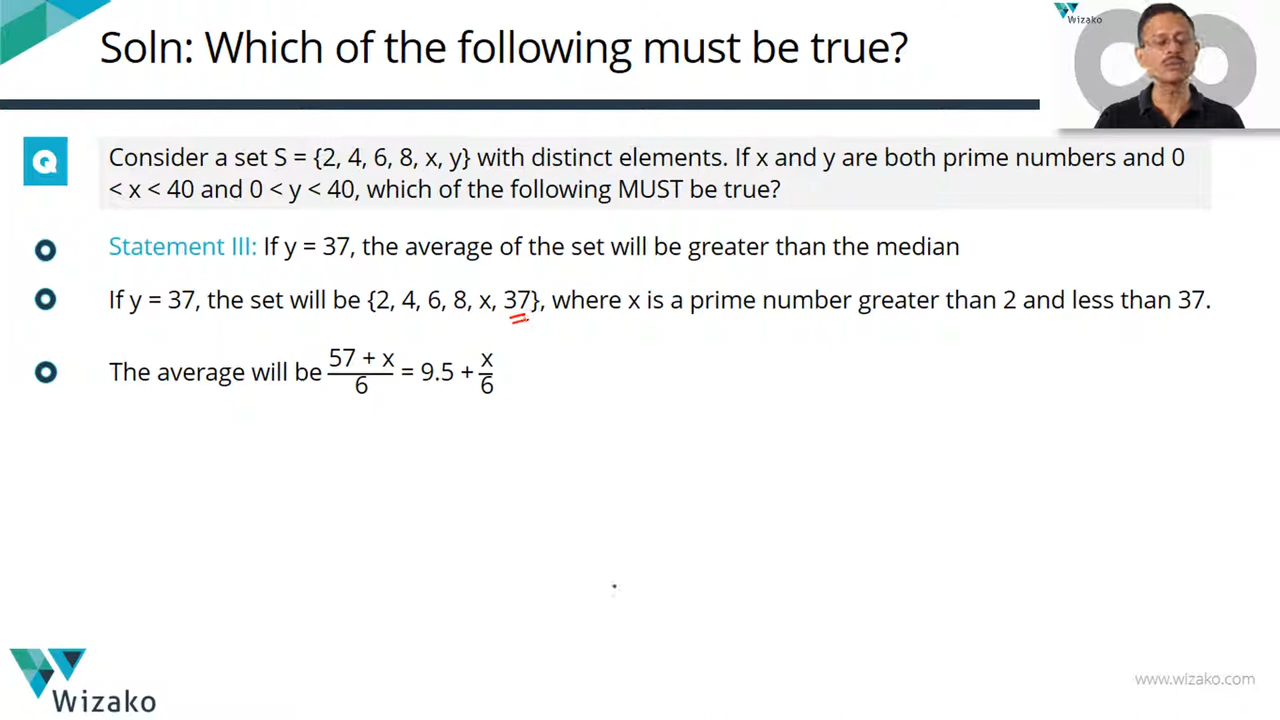 Soln: Which of the following must be true?
Wizako
Q
Consider a set S = {2, 4, 6, 8, x, y} with distinct elements. If x and y are both prime numbers and 0
< x < 40 and 0 < y < 40, which of the following MUST be true?
Statement III: If y = 37, the average of the set will be greater than the median
If y = 37, the set will be {2, 4, 6, 8, x, 37}, where x is a prime number greater than 2 and less than 37.
The average will be (57 + x)/6 = 9.5 + x/6
Wizako
www.wizako.com